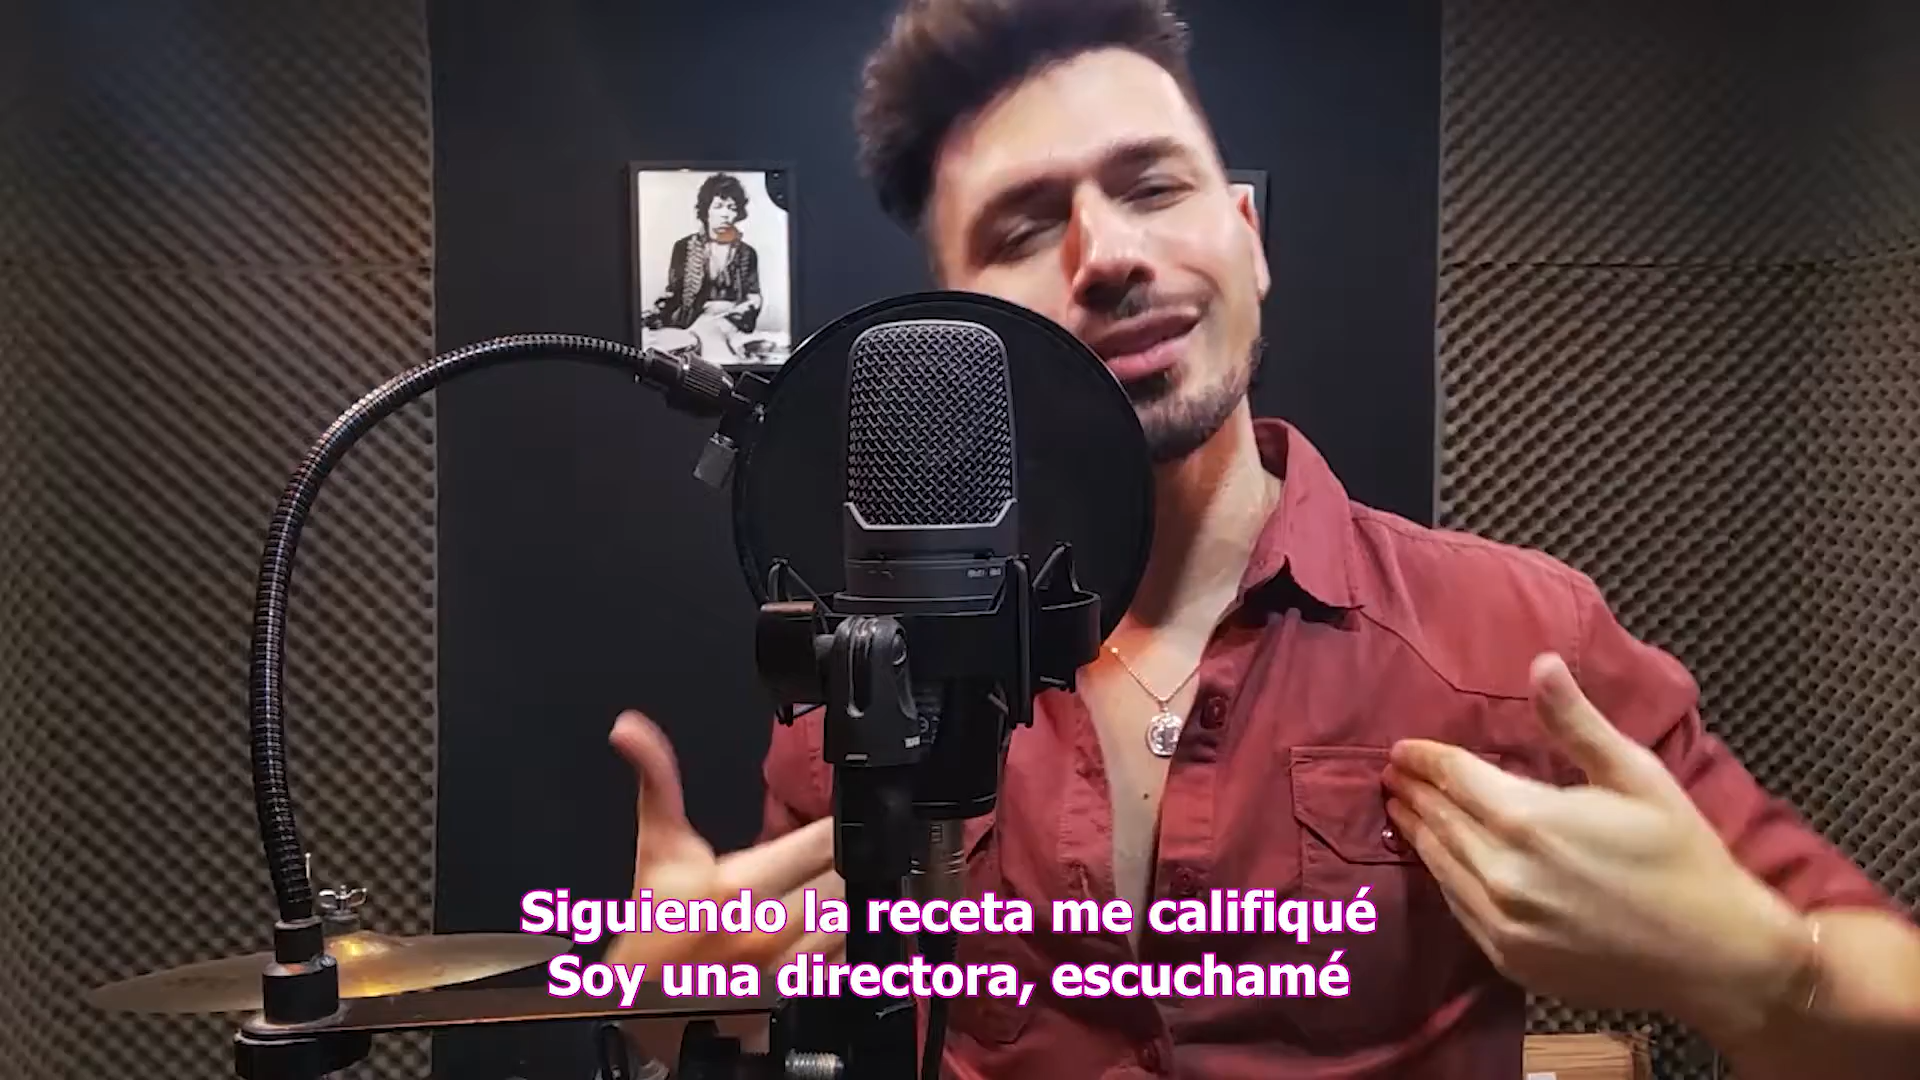 Siguiendo la receta me califiqué
Soy una directora, escuchamé